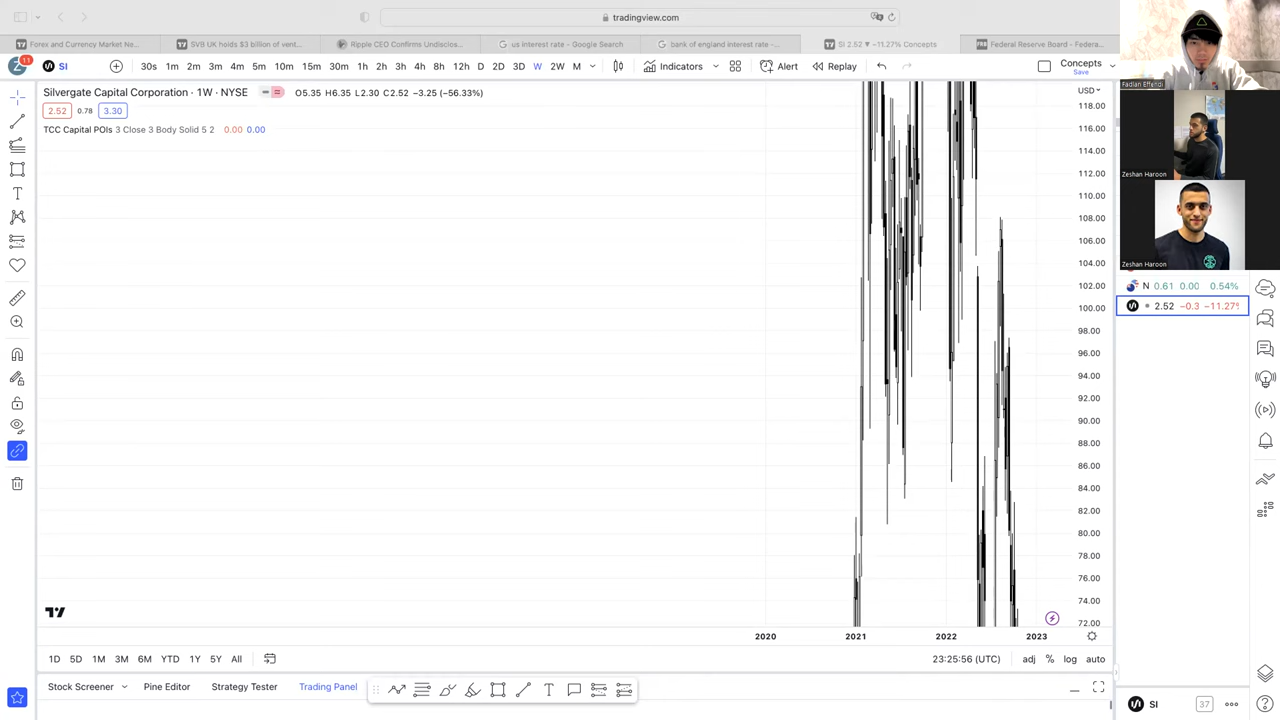 tradingview.com
Forex and Currency Market Ne...
SVB UK holds $3 billion of vent...
Ripple CEO Confirms Undisclos...
us interest rate - Google Search
bank of england interest rate -...
SI 2.52 ▼ −11.27% Concepts
Federal Reserve Board - Federa...
11
SI
30s 1m 2m 3m 4m 5m 10m 15m 30m 1h 2h 3h 4h 6h 8h 12h D 2D 3D W 2W M
Indicators
Alert
Replay
Concepts
Save
Silvergate Capital Corporation · 1W · NYSE
O5.35 H6.35 L2.30 C2.52
2.52 0.78 3.30
TCC Capital POIs 3 Close 3 Body Solid 5 2 0.00 0.00
USD
118.00
116.00
114.00
112.00
110.00
108.00
106.00
104.00
102.00
100.00
98.00
96.00
94.00
92.00
90.00
88.00
86.00
84.00
82.00
80.00
78.00
76.00
74.00
72.00
2020 2021 2022 2023
1D 5D 1M 3M 6M YTD 1Y 5Y All
23:25:56 (UTC)
adj % log auto
Stock Screener
Pine Editor
Strategy Tester
Trading Panel
Fadlan Effendi
Zeshan Haroon
Zeshan Haroon
N 0.61 0.00 0.54%
2.52 −0.3 −11.27%
SI
37